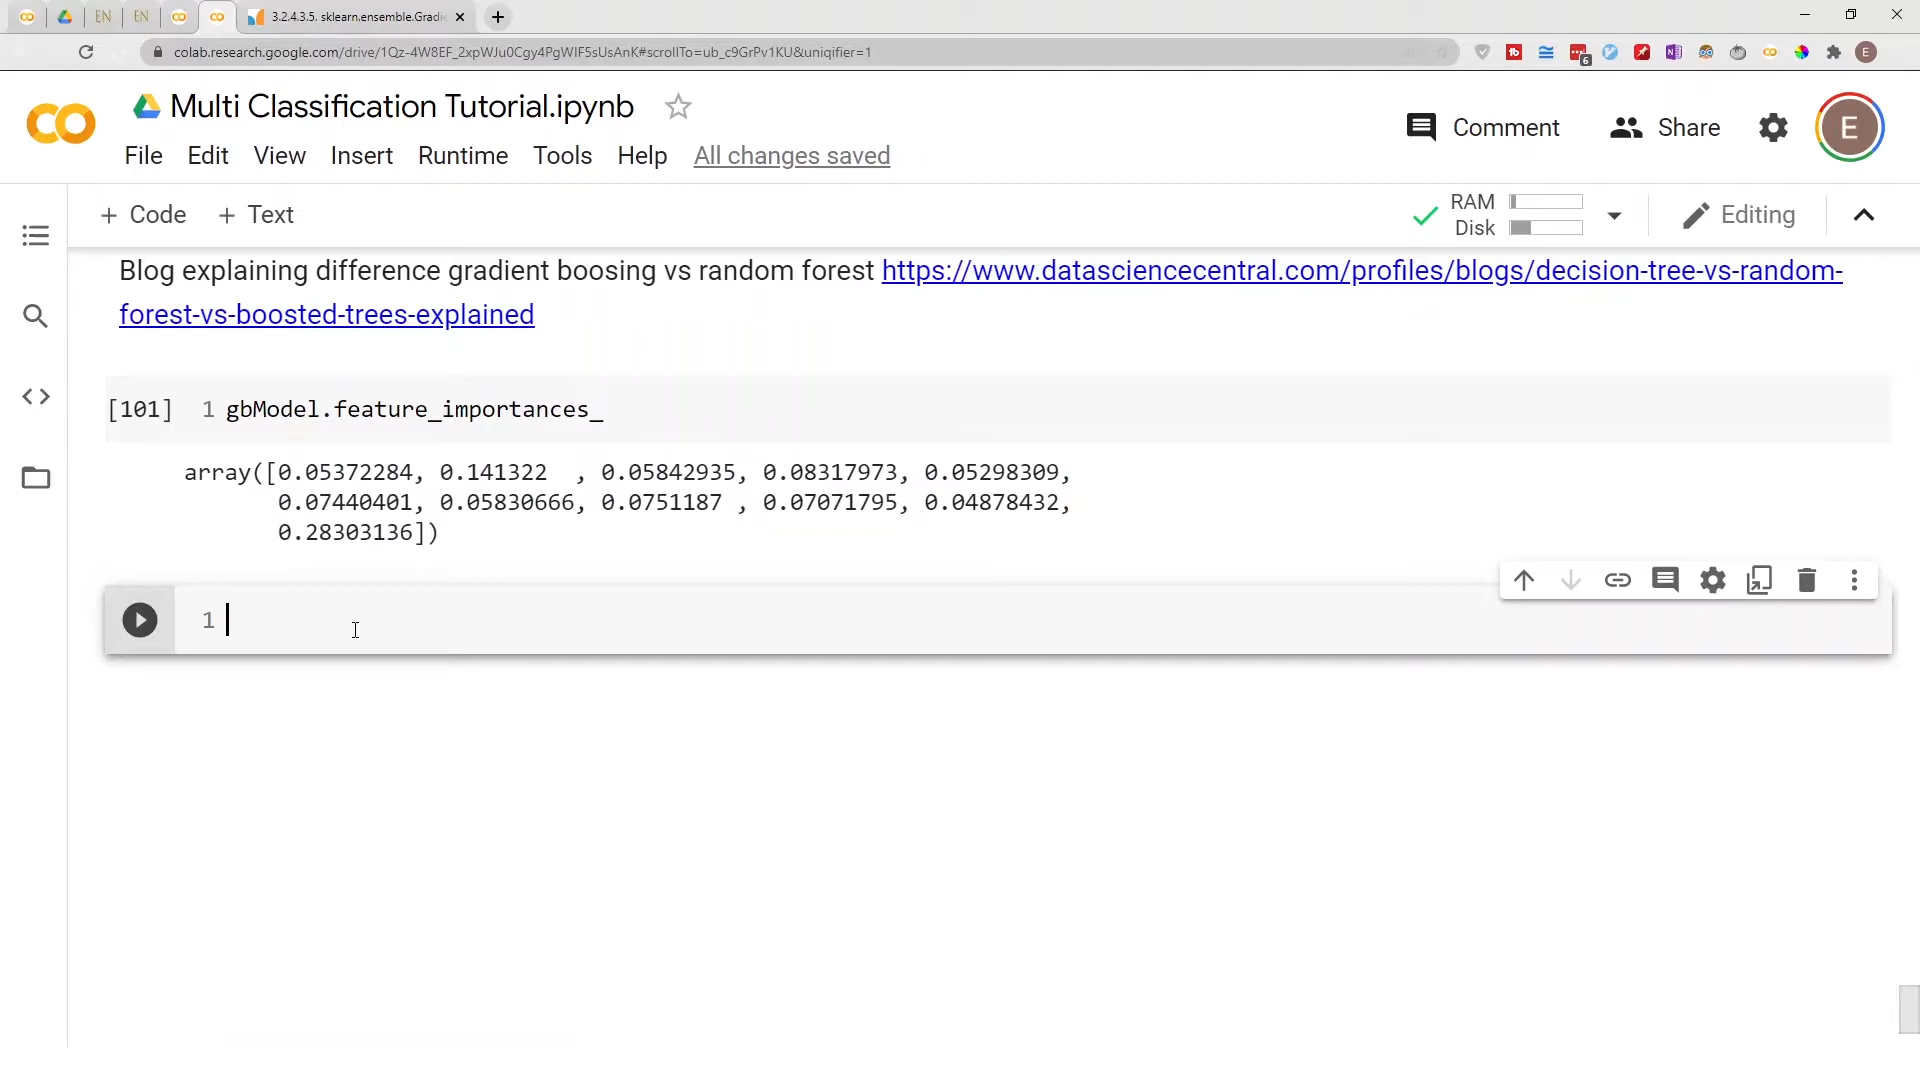 EN
EN
3.2.4.3.5. sklearn.ensemble.Gradi
colab.research.google.com/drive/1Qz-4W8EF_2xpWJu0Cgy4PgWIF5sUsAnK#scrollTo=ub_c9GrPv1KU&uniqifier=1
6
E
Multi Classification Tutorial.ipynb
Comment
Share
E
File Edit View Insert Runtime Tools Help All changes saved
+ Code + Text
RAM
Disk
Editing
Blog explaining difference gradient boosing vs random forest https://www.datasciencecentral.com/profiles/blogs/decision-tree-vs-random-
forest-vs-boosted-trees-explained
[101] 1 gbModel.feature_importances_
array([0.05372284, 0.141322  , 0.05842935, 0.08317973, 0.05298309,
0.07440401, 0.05830666, 0.0751187 , 0.07071795, 0.04878432,
0.28303136])
1